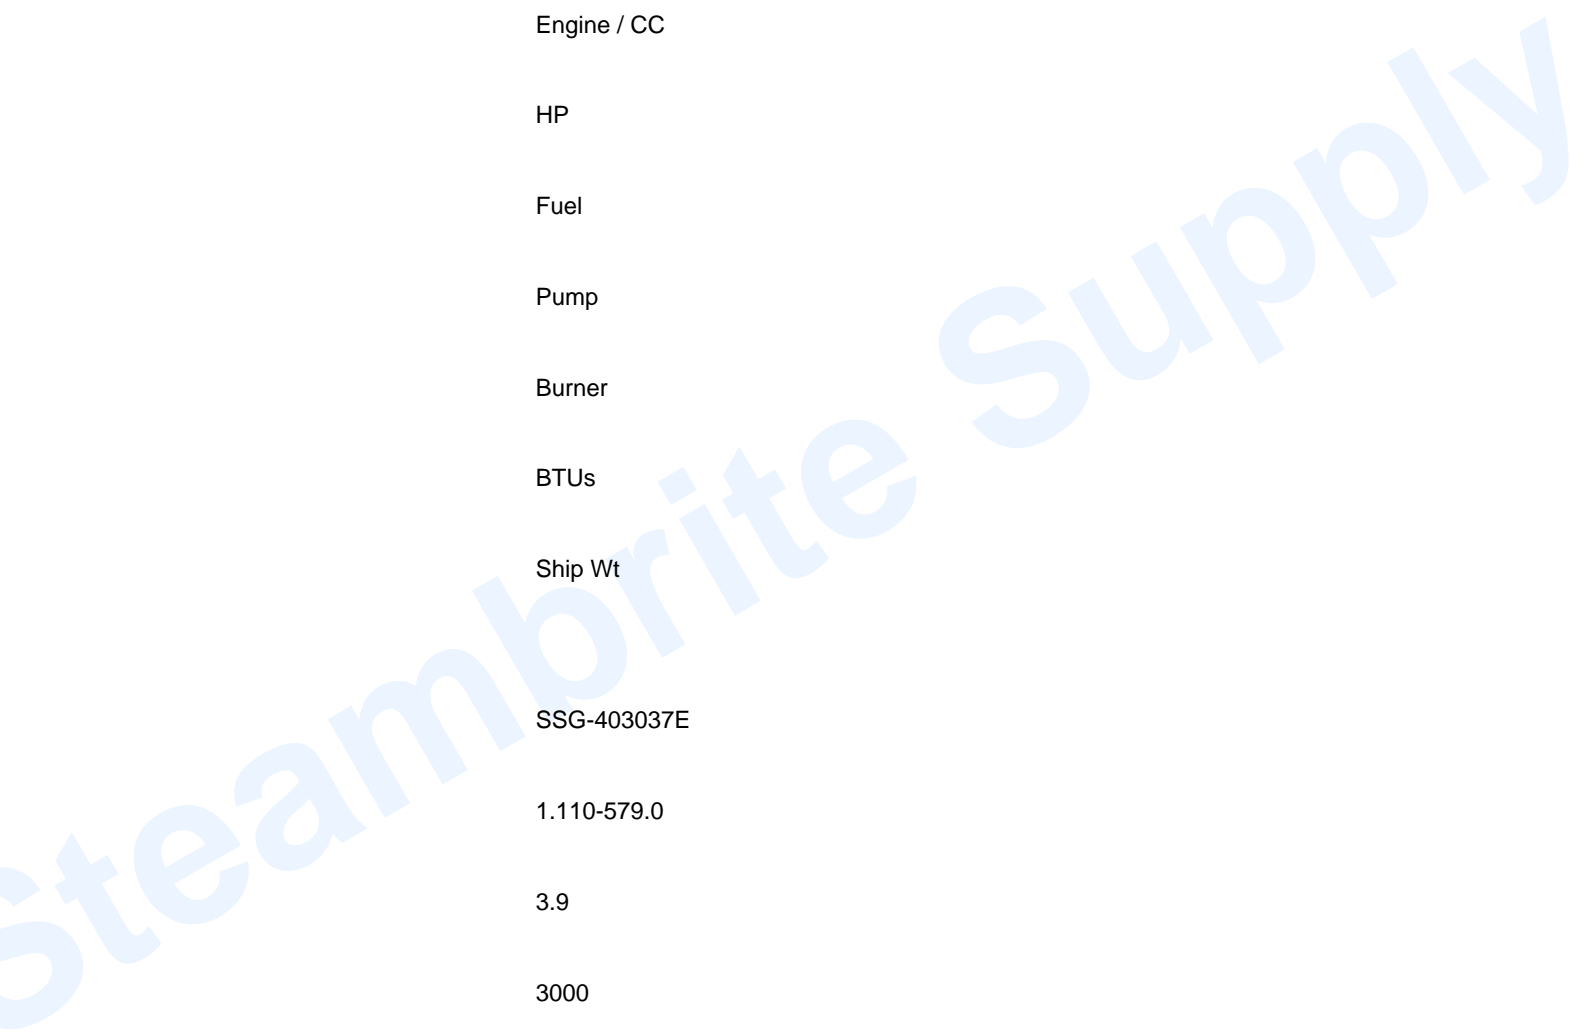 Engine / CC
HP
Fuel
Pump
Burner
BTUs
Ship Wt
SSG-403037E
1.110-579.0
3.9
3000
Steambrite Supply